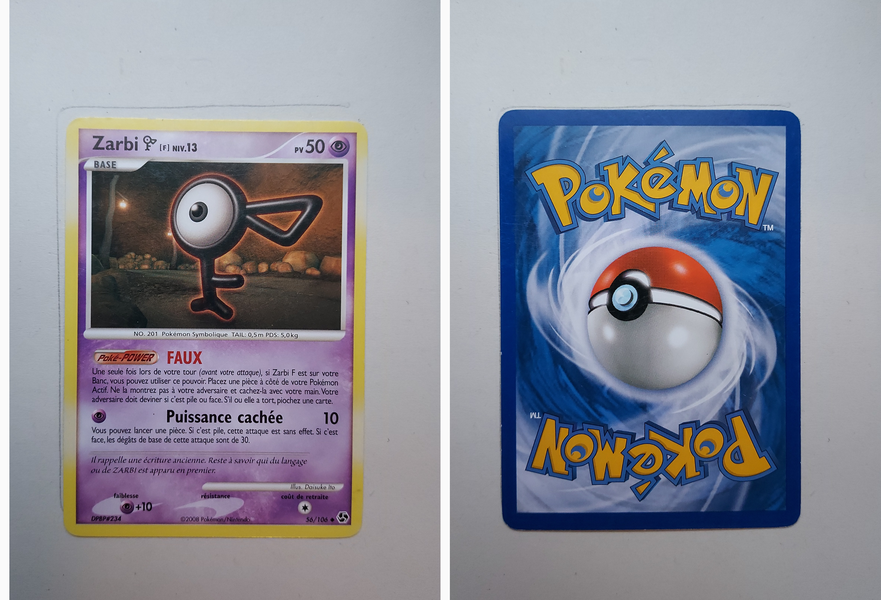 Zarbi [F] NIV.13 PV 50
BASE
NO. 201 Pokémon Symbolique TAIL: 0,5m PDS: 5,0kg
Poké-POWER FAUX
Une seule fois lors de votre tour (avant votre attaque), si Zarbi F est sur votre
Banc, vous pouvez utiliser ce pouvoir. Placez une pièce à côté de votre Pokémon
Actif. Ne la montrez pas à votre adversaire et cachez-la avec votre main. Votre
adversaire doit deviner si c'est pile ou face. S'il ou elle a tort, piochez une carte.
Puissance cachée 10
Vous pouvez lancer une pièce. Si c'est pile, cette attaque est sans effet. Si c'est
face, les dégâts de base de cette attaque sont de 30.
Il rappelle une écriture ancienne. Reste à savoir qui du langage
ou de ZARBI est apparu en premier.
Illus. Daisuke Ito
faiblesse résistance coût de retraite
+10
DPBP#234 ©2008 Pokémon/Nintendo 56/106
POKÉMON
TM
TM
POKÉMON